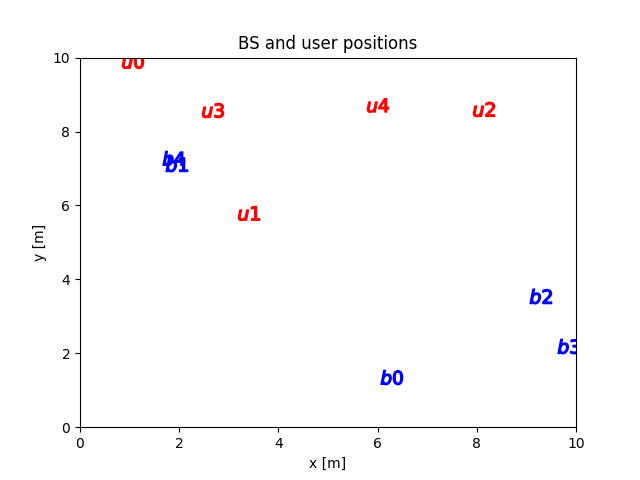 BS and user positions
10
u0
u3
u4
u2
8
b4
b1
6
u1
y [m]
4
b2
2
b3
b0
0
0 2 4 6 8 10
x [m]